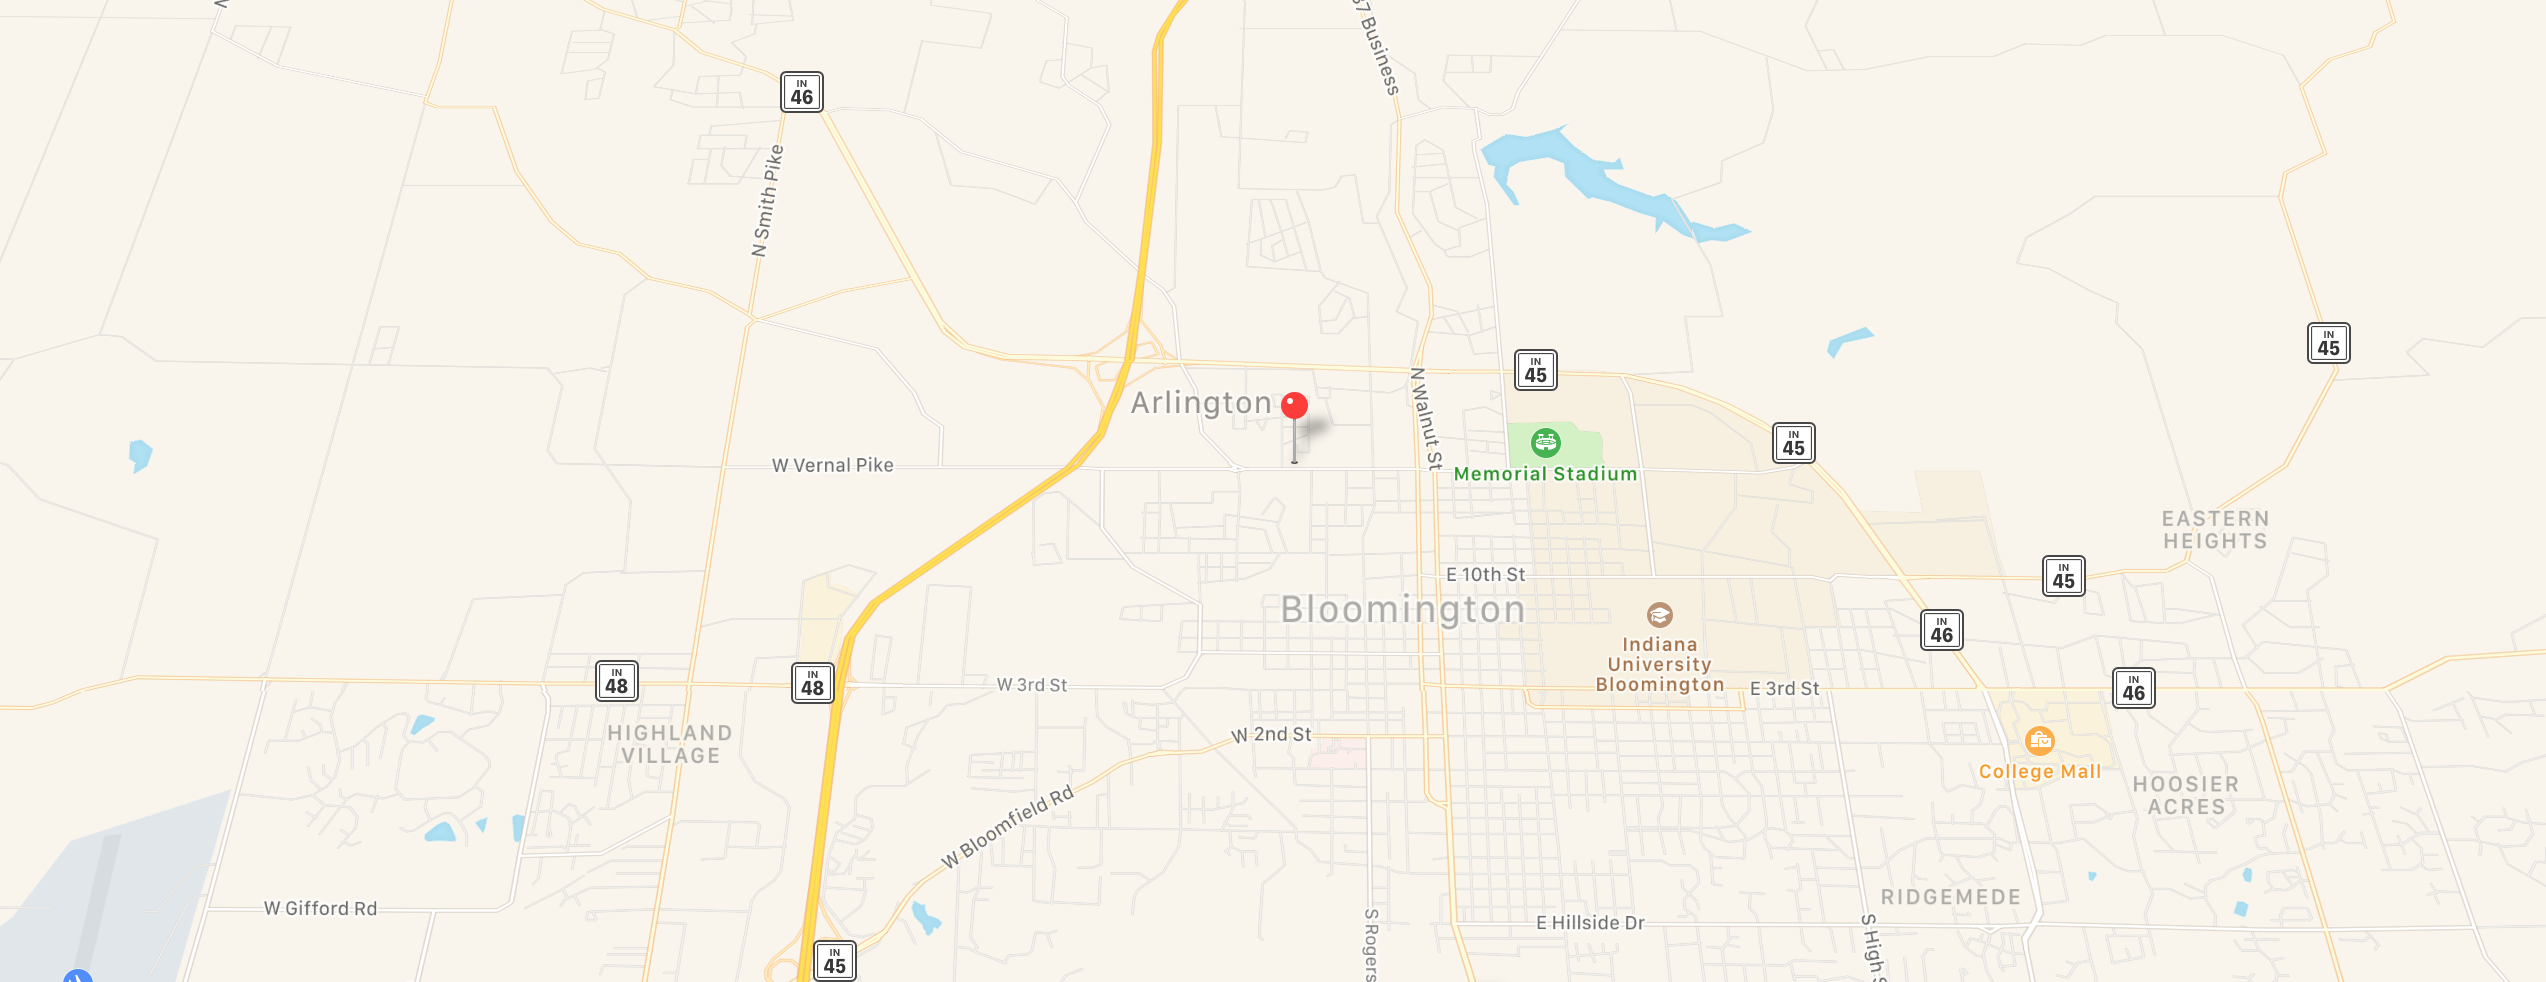 37 Business
IN
46
N Smith Pike
IN
45
IN
45
N Walnut St
Arlington
IN
45
W Vernal Pike
Memorial Stadium
EASTERN
HEIGHTS
E 10th St
IN
45
Bloomington
IN
46
Indiana
University
Bloomington
IN
48
IN
48
W 3rd St
E 3rd St
IN
46
HIGHLAND
VILLAGE
W 2nd St
College Mall
HOOSIER
ACRES
W Bloomfield Rd
RIDGEMEDE
W Gifford Rd
E Hillside Dr
S Rogers
S High S
IN
45